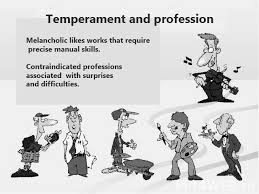 Temperament and profession
Melancholic likes works that require
precise manual skills.
Contraindicated professions
associated with surprises
and difficulties.